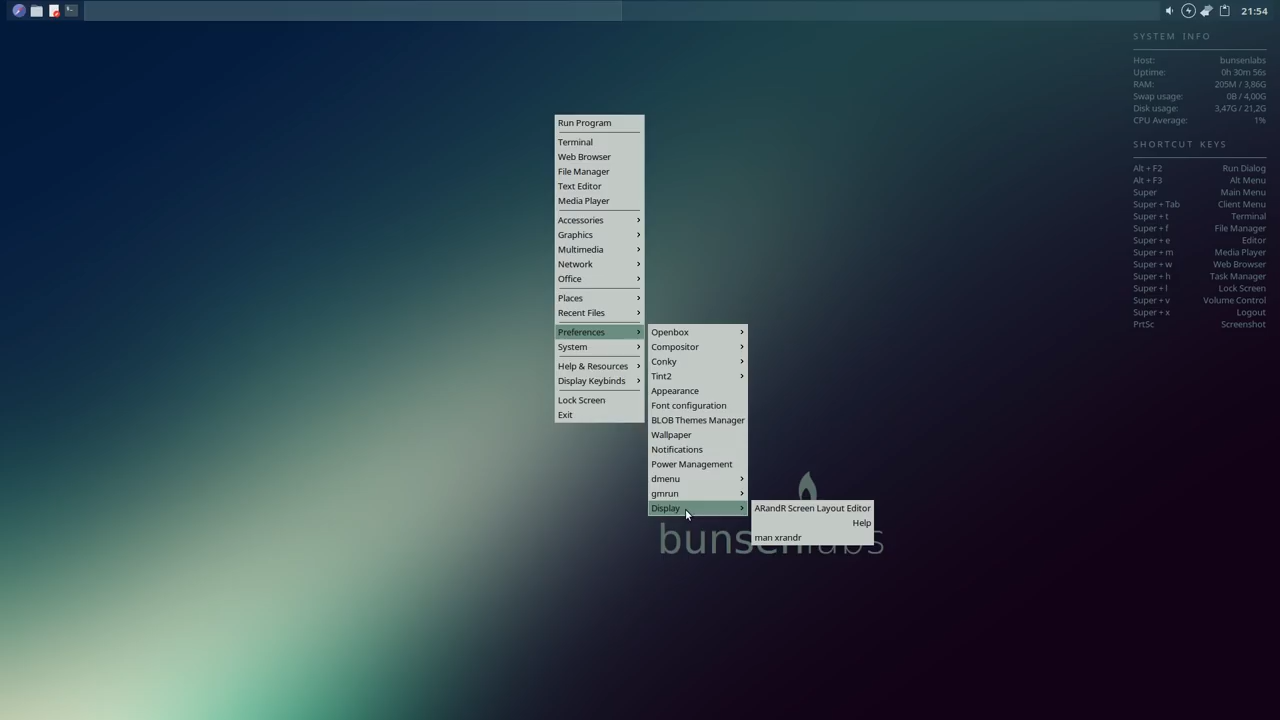 21:54
SYSTEM INFO
Host: bunsenlabs
Uptime: 0h 30m 56s
RAM: 205M / 3,86G
Swap usage: 0B / 4,00G
Disk usage: 3,47G / 21,2G
CPU Average: 1%
SHORTCUT KEYS
Alt + F2 Run Dialog
Alt + F3 Alt Menu
Super Main Menu
Super + Tab Client Menu
Super + t Terminal
Super + f File Manager
Super + e Editor
Super + m Media Player
Super + w Web Browser
Super + h Task Manager
Super + l Lock Screen
Super + v Volume Control
Super + x Logout
PrtSc Screenshot
Run Program
Terminal
Web Browser
File Manager
Text Editor
Media Player
Accessories
Graphics
Multimedia
Network
Office
Places
Recent Files
Preferences
System
Help & Resources
Display Keybinds
Lock Screen
Exit
Openbox
Compositor
Conky
Tint2
Appearance
Font configuration
BLOB Themes Manager
Wallpaper
Notifications
Power Management
dmenu
gmrun
Display
ARandR Screen Layout Editor
Help
man xrandr
bunsenlabs